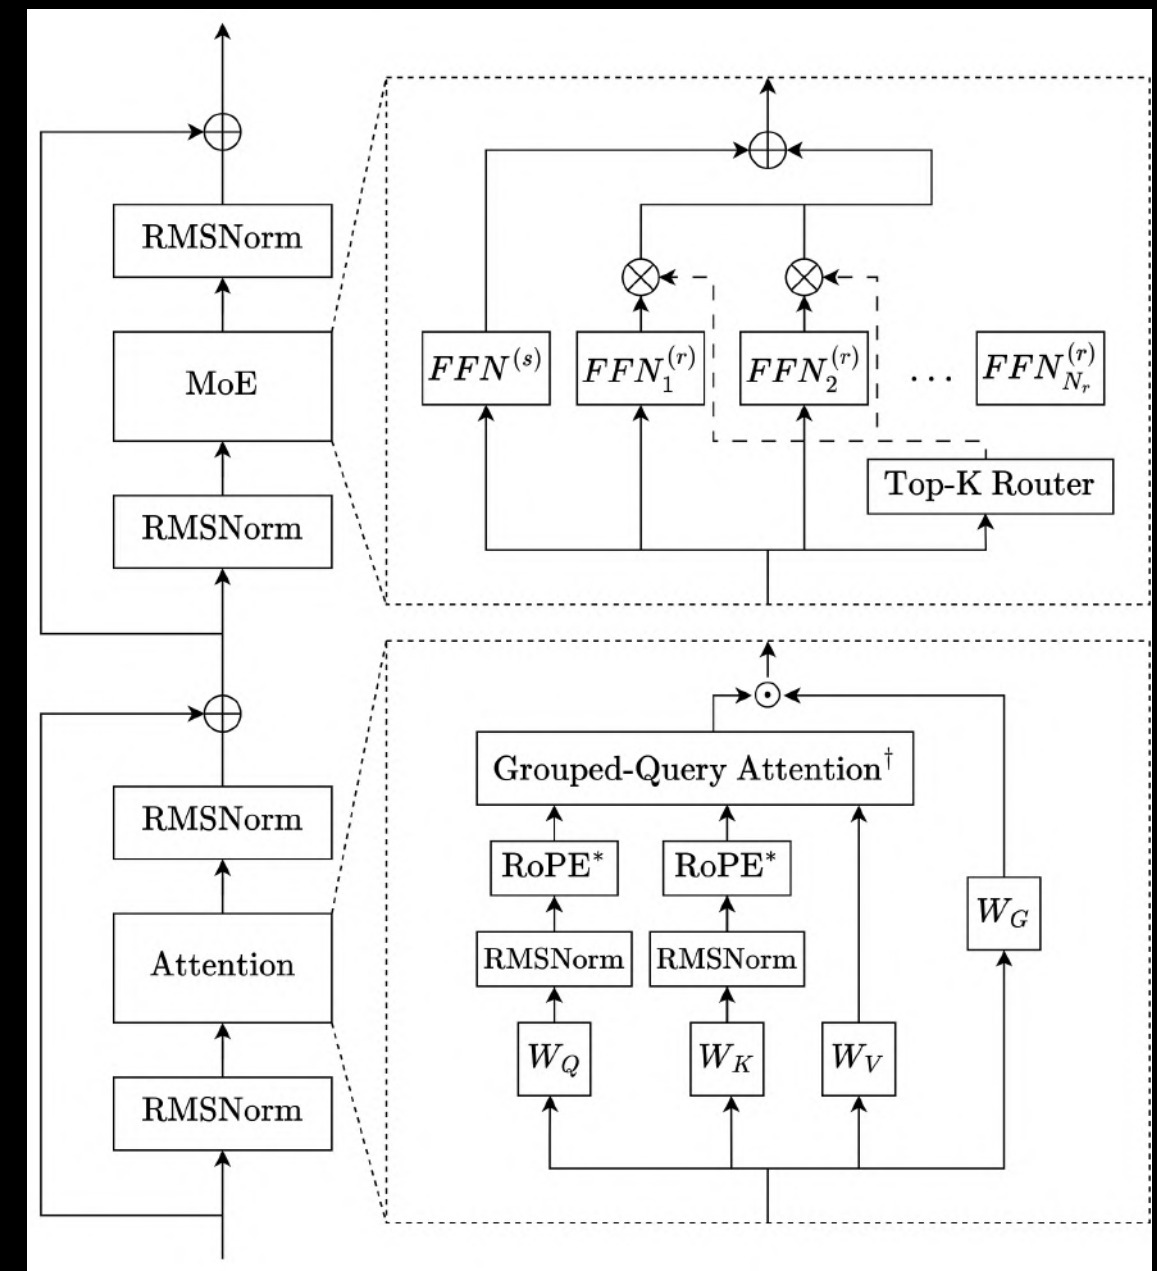 RMSNorm
MoE
RMSNorm
RMSNorm
Attention
RMSNorm
FFN^{(s)}
FFN_1^{(r)}
FFN_2^{(r)}
...
FFN_{N_r}^{(r)}
Top-K Router
Grouped-Query Attention†
RoPE*
RoPE*
RMSNorm
RMSNorm
W_G
W_Q
W_K
W_V